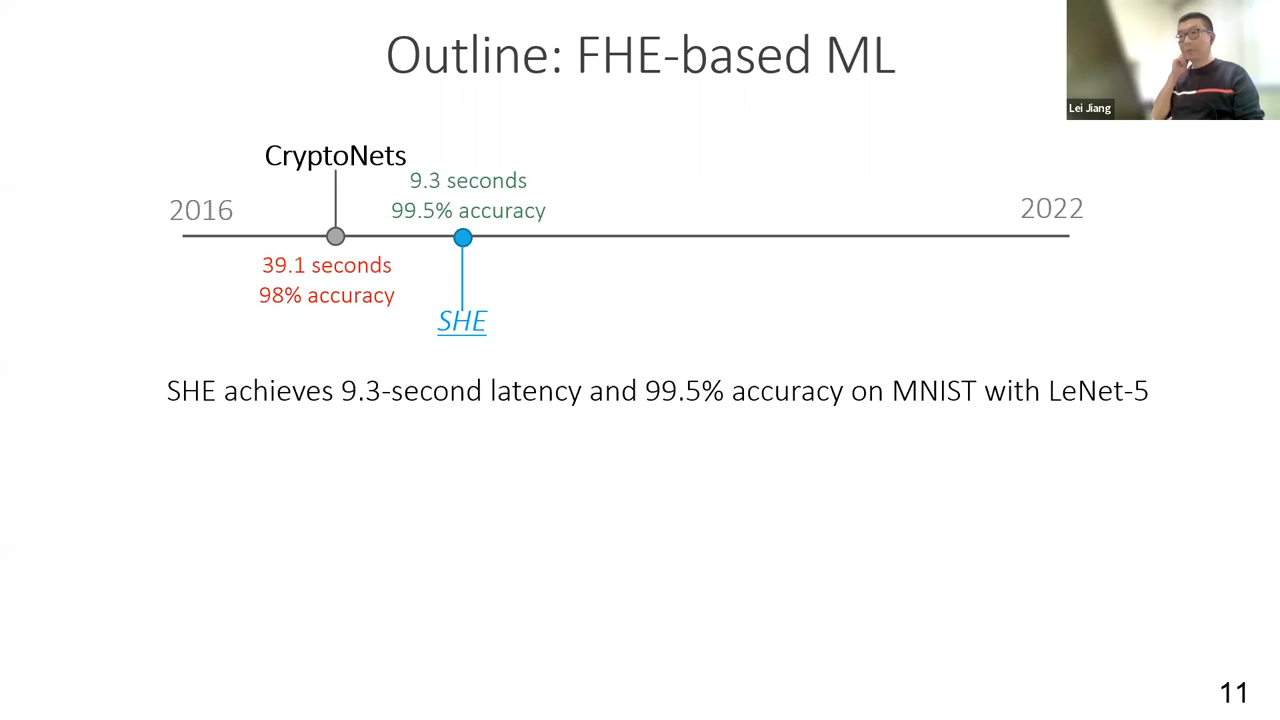 Outline: FHE-based ML
Lei Jiang
CryptoNets
9.3 seconds
99.5% accuracy
2016
2022
39.1 seconds
98% accuracy
SHE
SHE achieves 9.3-second latency and 99.5% accuracy on MNIST with LeNet-5
11